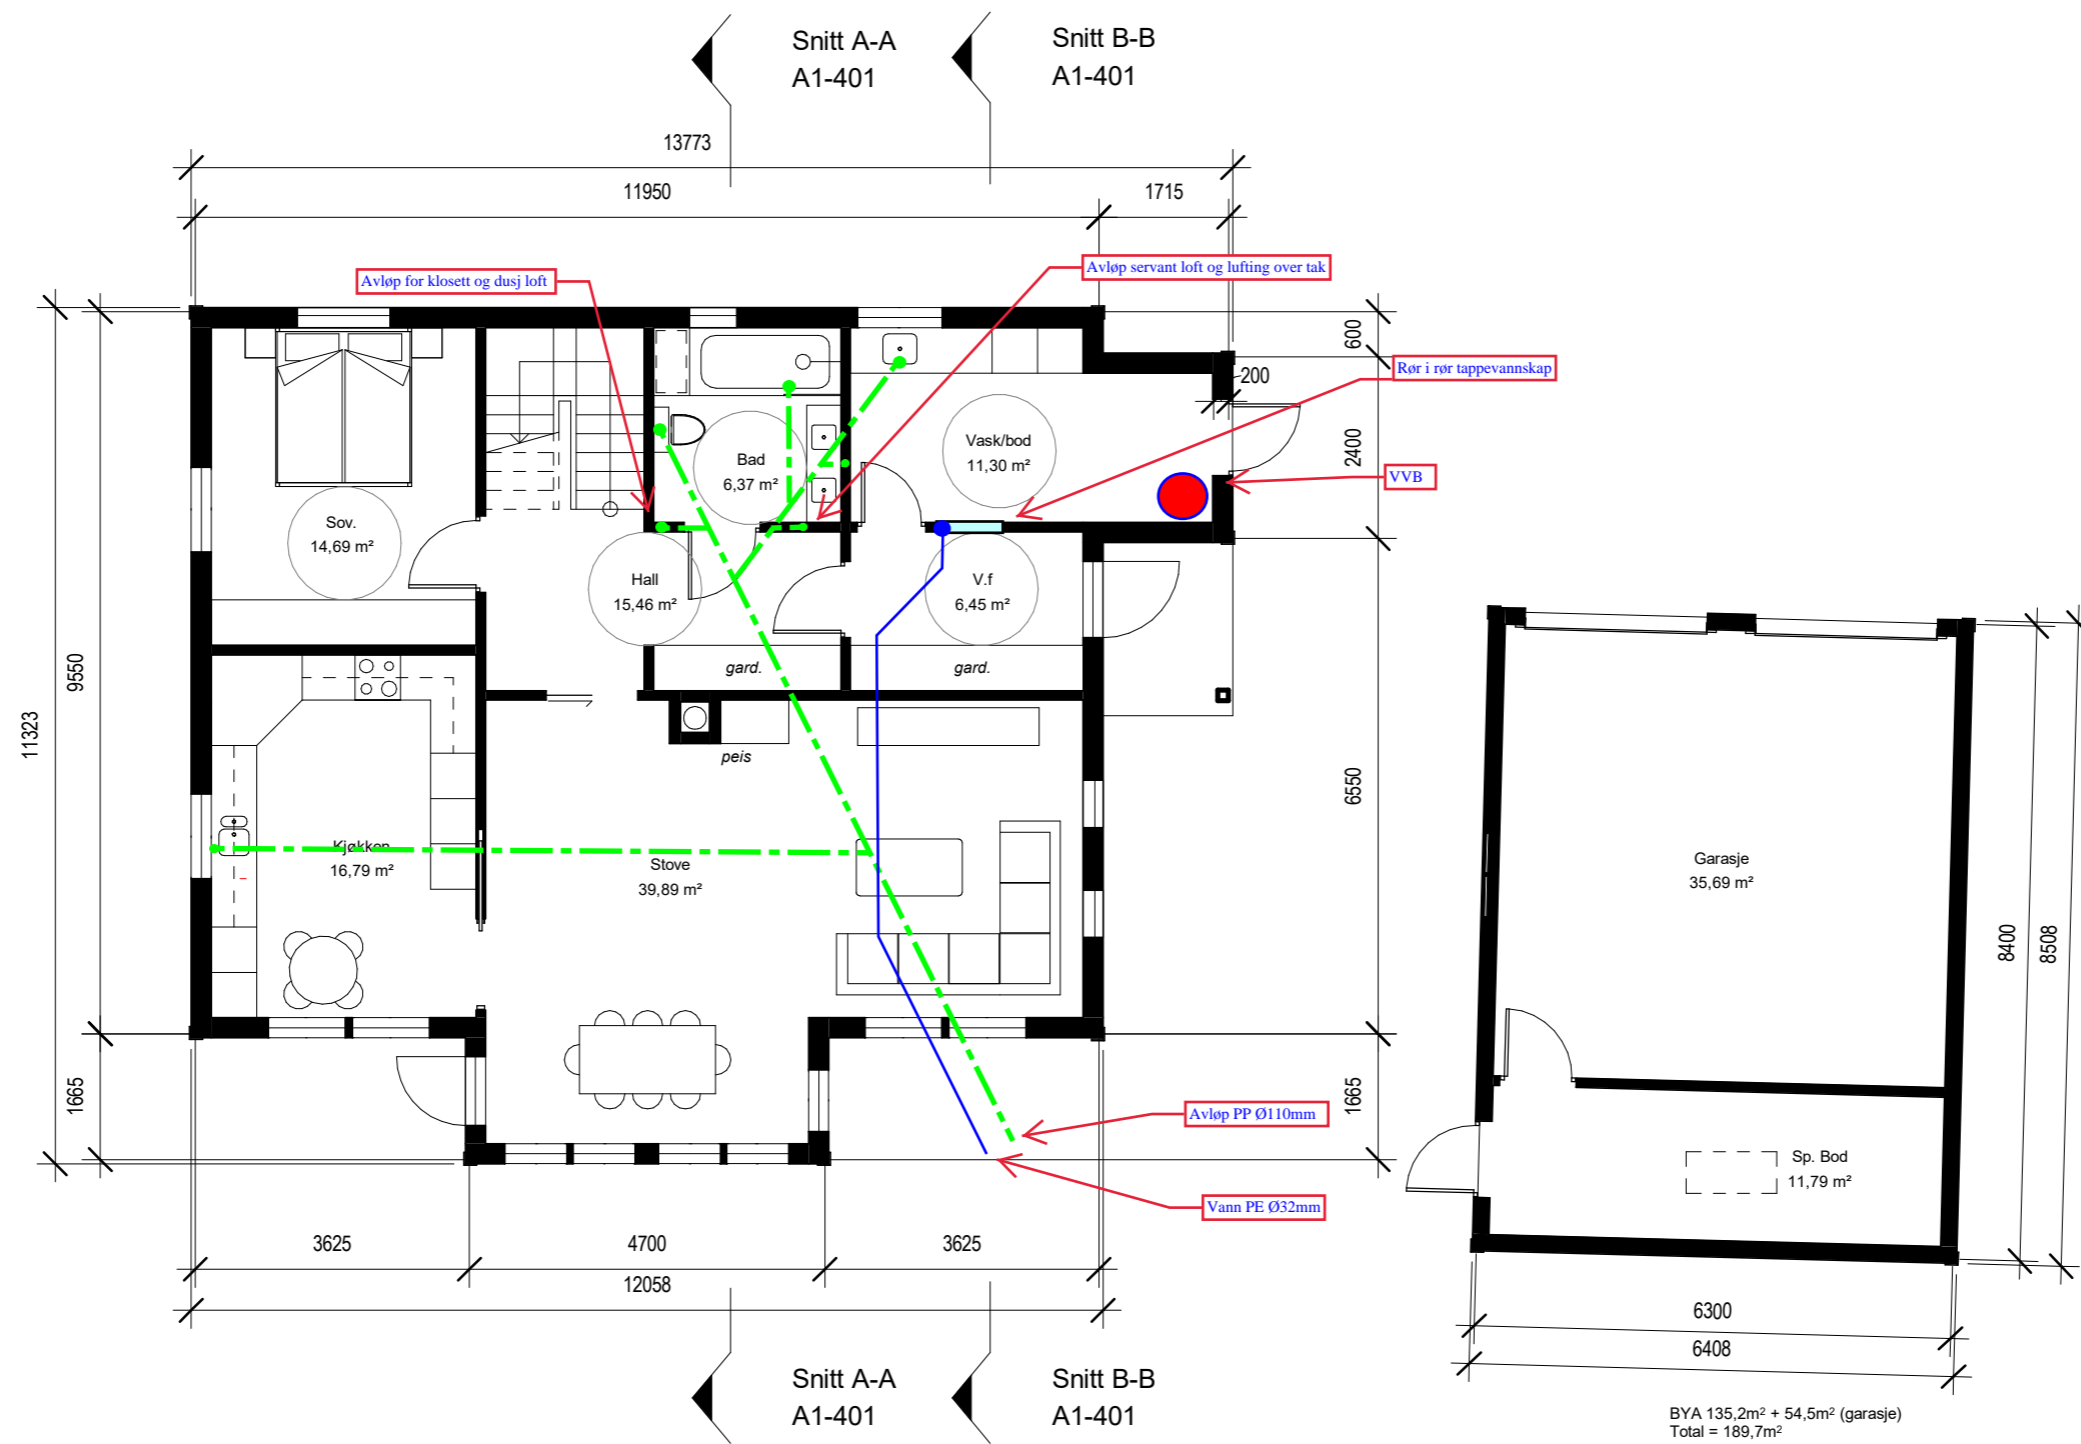 Snitt A-A
A1-401
Snitt B-B
A1-401
13773
11950
1715
Avløp for klosett og dusj loft
Avløp servant loft og lufting over tak
Rør i rør tappevannskap
VVB
600
200
2400
6550
1665
11323
9550
1665
Sov.
14,69 m²
Bad
6,37 m²
Vask/bod
11,30 m²
Hall
15,46 m²
V.f
6,45 m²
gard.
gard.
peis
Kjøkken
16,79 m²
Stove
39,89 m²
Garasje
35,69 m²
8400
8508
Avløp PP Ø110mm
Sp. Bod
11,79 m²
Vann PE Ø32mm
3625
4700
3625
12058
6300
6408
Snitt A-A
A1-401
Snitt B-B
A1-401
BYA 135,2m² + 54,5m² (garasje)
Total = 189,7m²